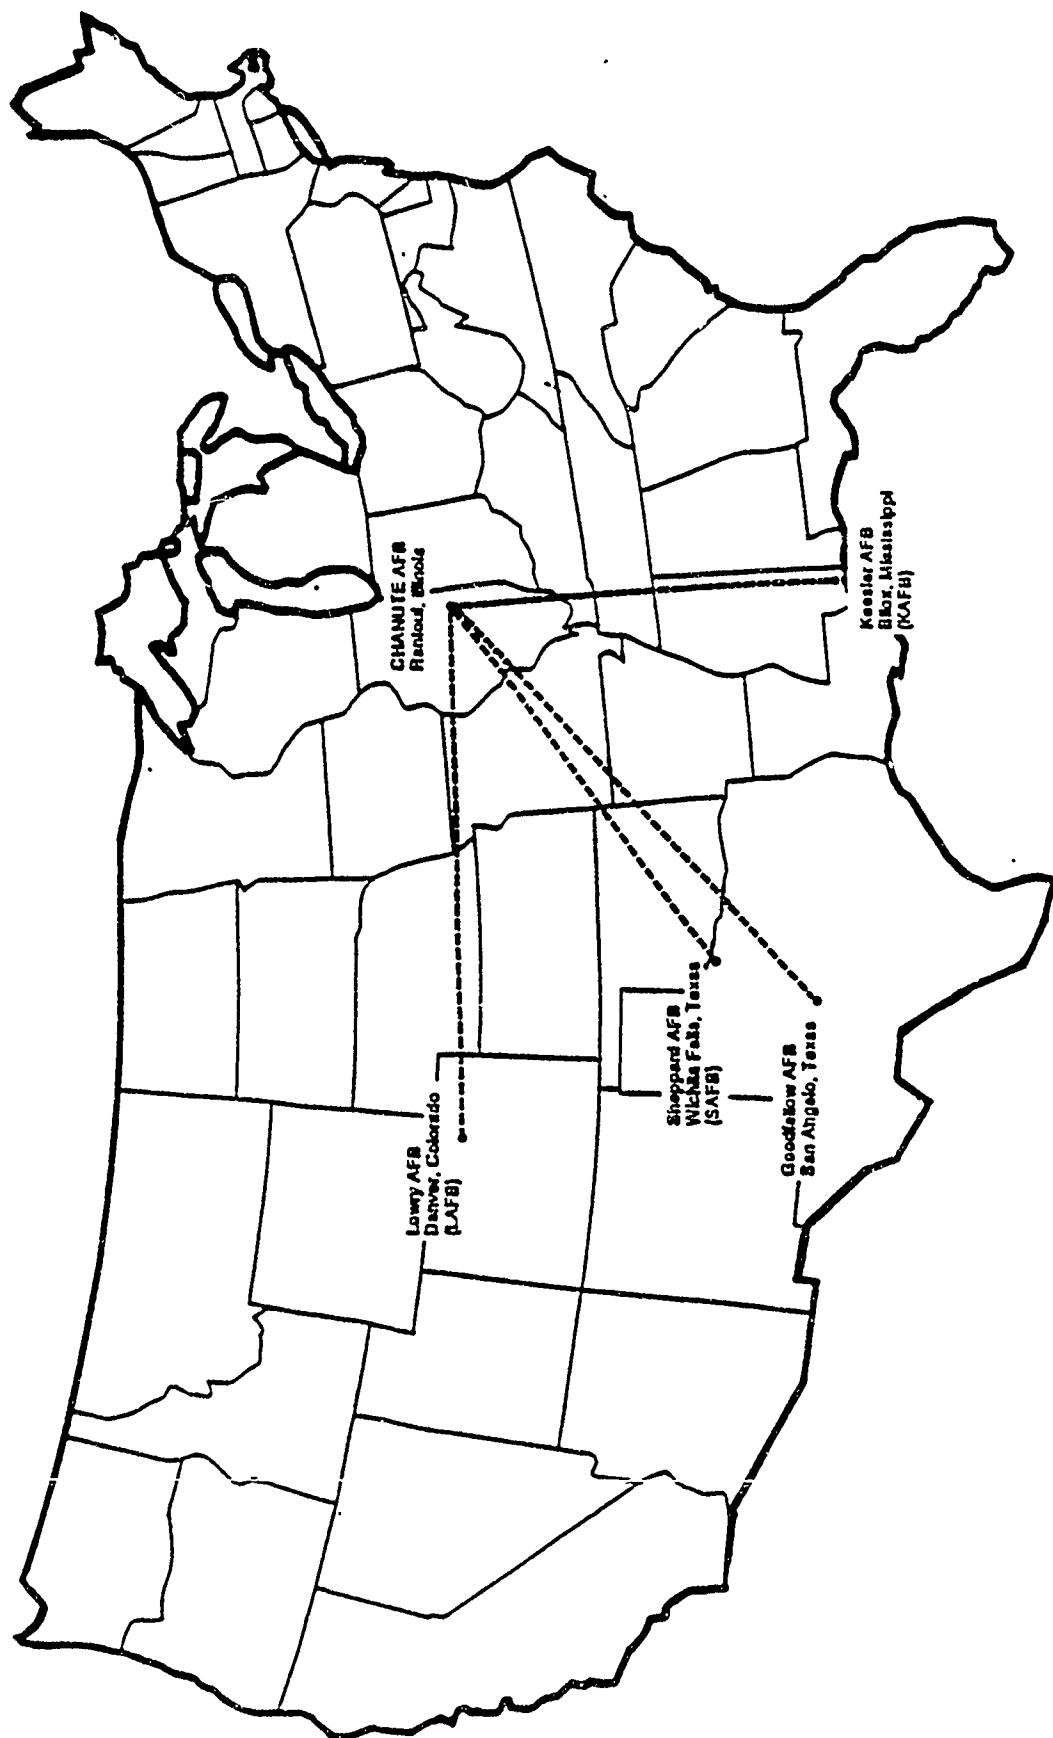 CHANUTE AFB
Rantoul, Illinois
Lowry AFB
Denver, Colorado
(LAFB)
Sheppard AFB
Wichita Falls, Texas
(SAFB)
Goodfellow AFB
San Angelo, Texas
Keesler AFB
Biloxi, Mississippi
(KAFB)